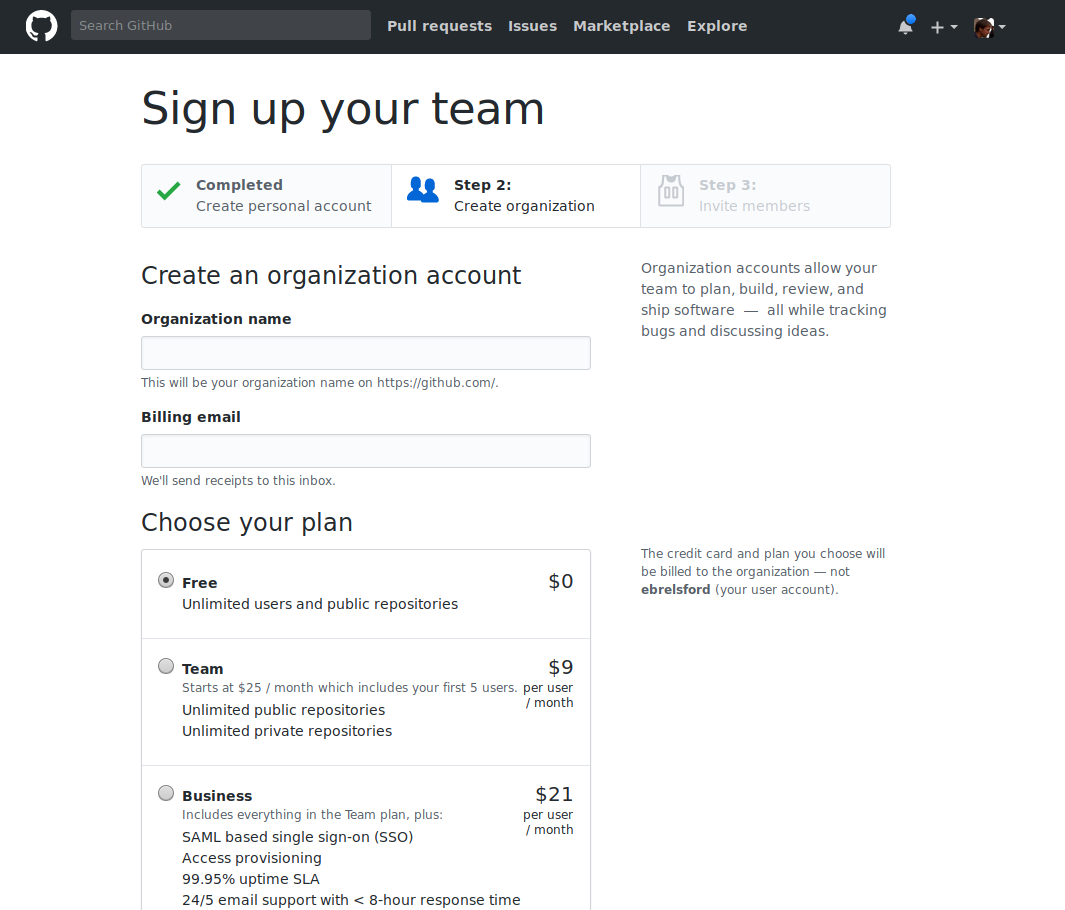 Search GitHub
Pull requests
Issues
Marketplace
Explore
Sign up your team
Completed
Create personal account
Step 2:
Create organization
Step 3:
Invite members
Create an organization account
Organization name
This will be your organization name on https://github.com/.
Billing email
We'll send receipts to this inbox.
Organization accounts allow your
team to plan, build, review, and
ship software — all while tracking
bugs and discussing ideas.
Choose your plan
Free
$0
Unlimited users and public repositories
Team
$9
Starts at $25 / month which includes your first 5 users.
per user
/ month
Unlimited public repositories
Unlimited private repositories
Business
$21
Includes everything in the Team plan, plus:
per user
/ month
SAML based single sign-on (SSO)
Access provisioning
99.95% uptime SLA
24/5 email support with < 8-hour response time
The credit card and plan you choose will
be billed to the organization — not
ebrelsford (your user account).